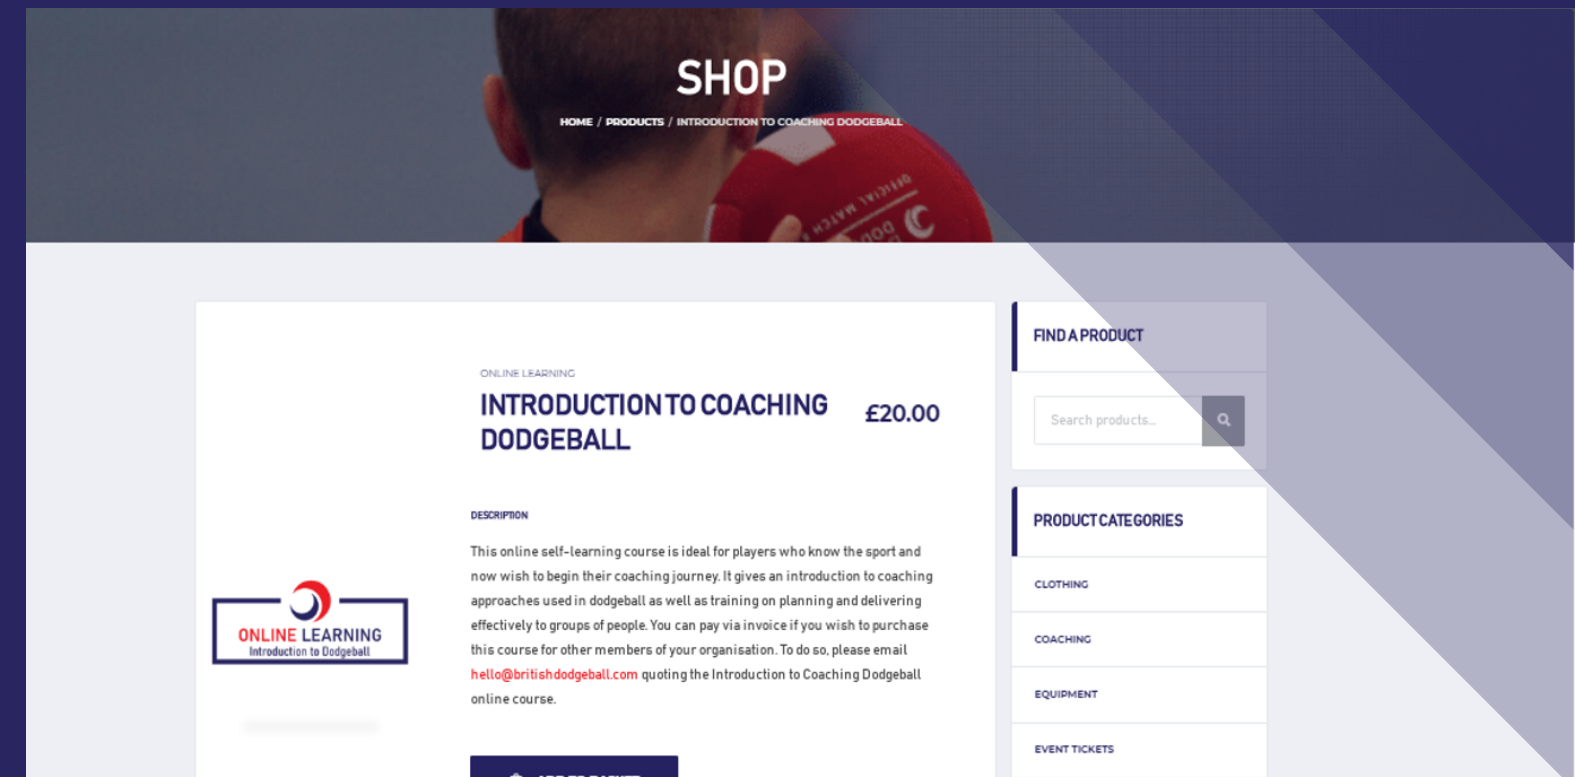 SHOP
HOME / PRODUCTS / INTRODUCTION TO COACHING DODGEBALL
OFFICIAL MATCH
ONLINE LEARNING
INTRODUCTION TO COACHING
DODGEBALL
£20.00
DESCRIPTION
This online self-learning course is ideal for players who know the sport and
now wish to begin their coaching journey. It gives an introduction to coaching
approaches used in dodgeball as well as training on planning and delivering
effectively to groups of people. You can pay via invoice if you wish to purchase
this course for other members of your organisation. To do so, please email
hello@britishdodgeball.com quoting the Introduction to Coaching Dodgeball
online course.
ONLINE LEARNING
Introduction to Dodgeball
FIND A PRODUCT
Search products...
PRODUCT CATEGORIES
CLOTHING
COACHING
EQUIPMENT
EVENT TICKETS